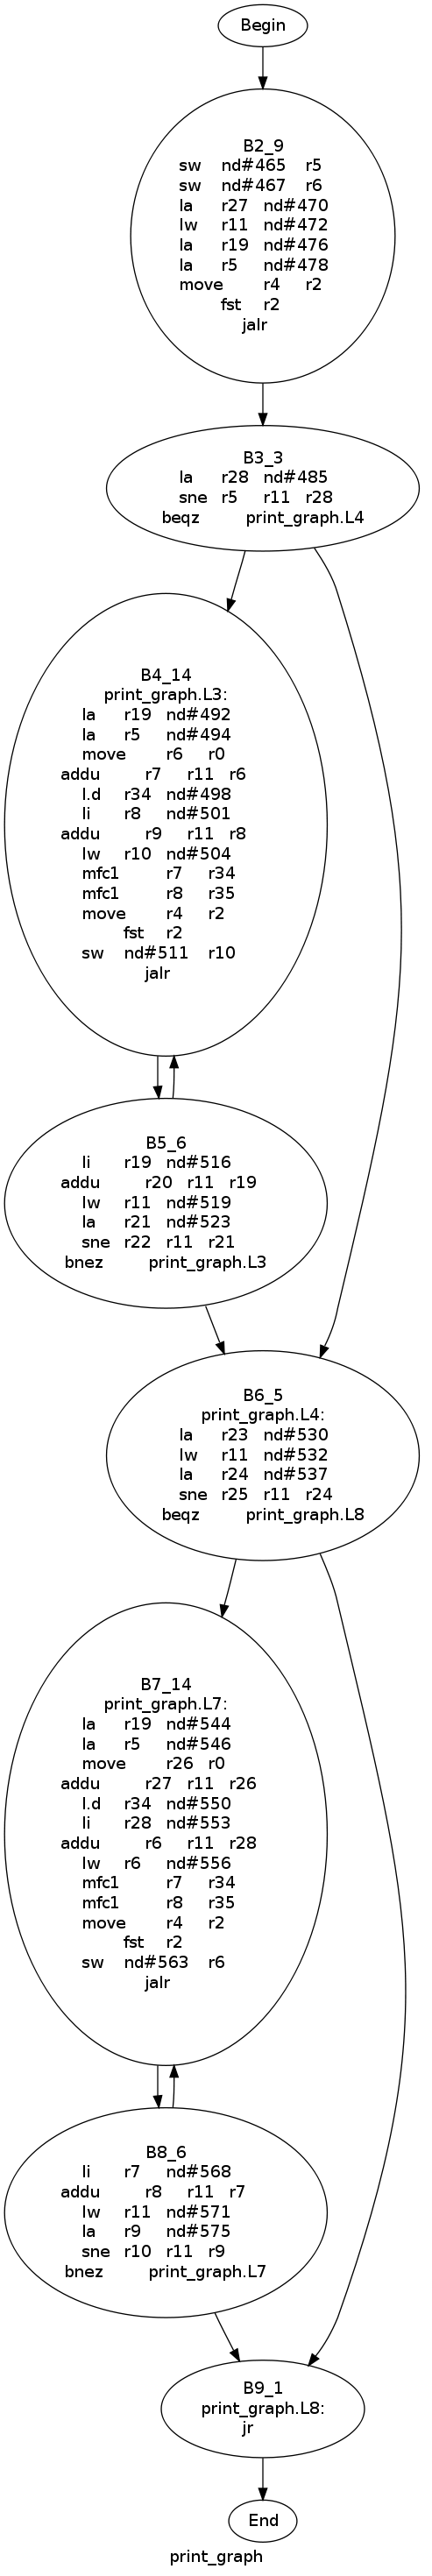 Begin
B2_9
sw nd#465 r5
sw nd#467 r6
la r27 nd#470
lw r11 nd#472
la r19 nd#476
la r5 nd#478
move r4 r2
fst r2
jalr
B3_3
la r28 nd#485
sne r5 r11 r28
beqz print_graph.L4
B4_14
print_graph.L3:
la r19 nd#492
la r5 nd#494
move r6 r0
addu r7 r11 r6
l.d r34 nd#498
li r8 nd#501
addu r9 r11 r8
lw r10 nd#504
mfc1 r7 r34
mfc1 r8 r35
move r4 r2
fst r2
sw nd#511 r10
jalr
B5_6
li r19 nd#516
addu r20 r11 r19
lw r11 nd#519
la r21 nd#523
sne r22 r11 r21
bnez print_graph.L3
B6_5
print_graph.L4:
la r23 nd#530
lw r11 nd#532
la r24 nd#537
sne r25 r11 r24
beqz print_graph.L8
B7_14
print_graph.L7:
la r19 nd#544
la r5 nd#546
move r26 r0
addu r27 r11 r26
l.d r34 nd#550
li r28 nd#553
addu r6 r11 r28
lw r6 nd#556
mfc1 r7 r34
mfc1 r8 r35
move r4 r2
fst r2
sw nd#563 r6
jalr
B8_6
li r7 nd#568
addu r8 r11 r7
lw r11 nd#571
la r9 nd#575
sne r10 r11 r9
bnez print_graph.L7
B9_1
print_graph.L8:
jr
End
print_graph